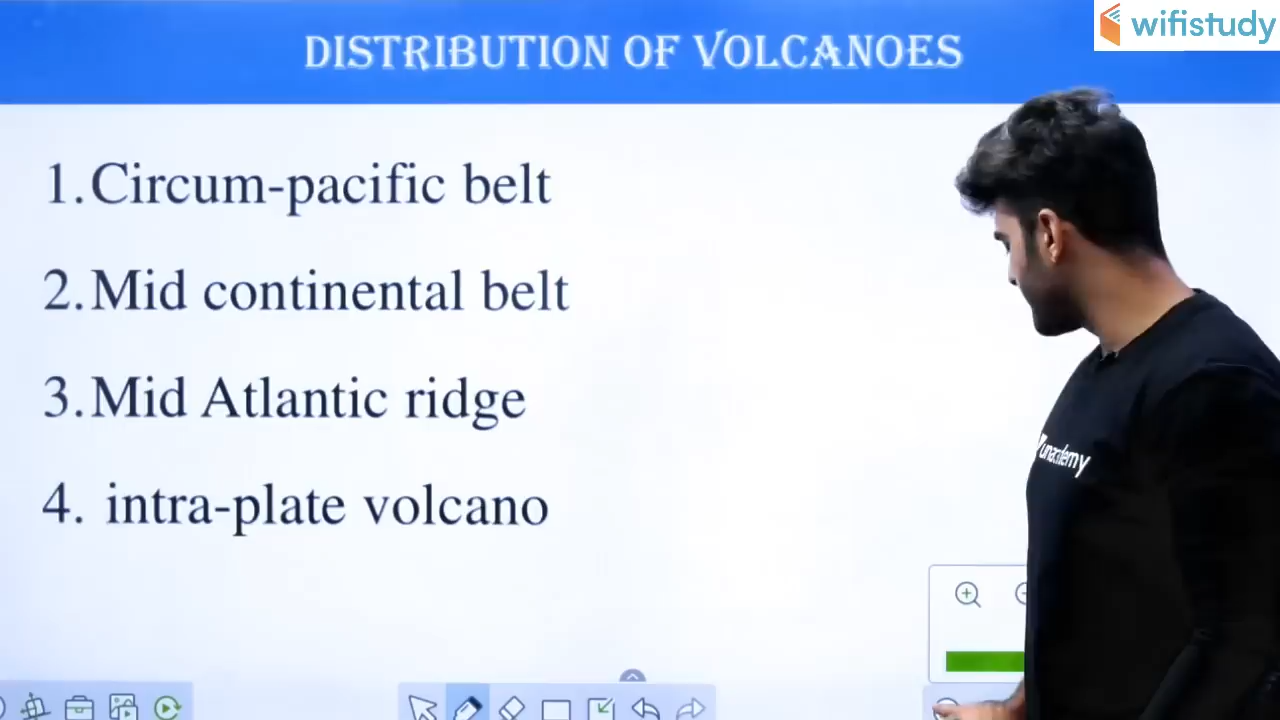 DISTRIBUTION OF VOLCANOES
wifistudy
1. Circum-pacific belt
2. Mid continental belt
3. Mid Atlantic ridge
4. intra-plate volcano
unacademy